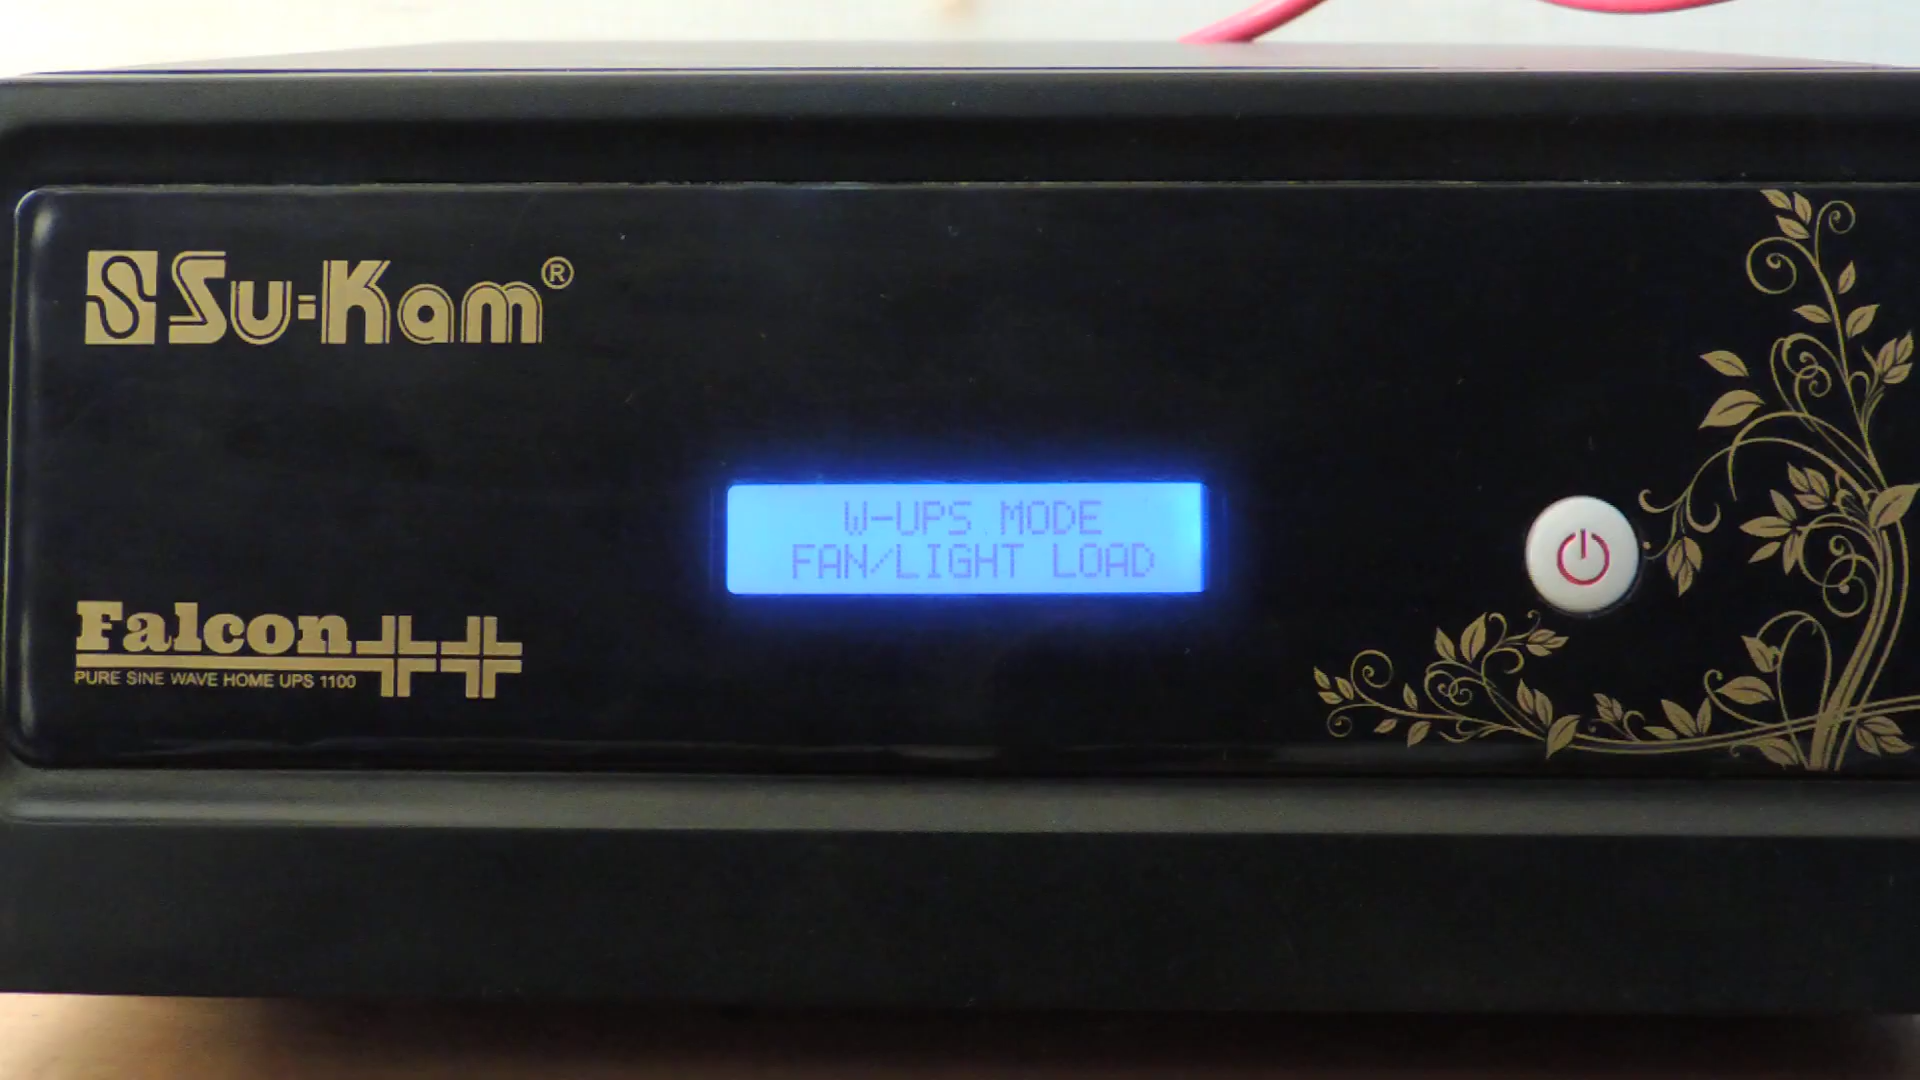 Su-Kam®
W-UPS MODE
FAN/LIGHT LOAD
Falcon++
PURE SINE WAVE HOME UPS 1100